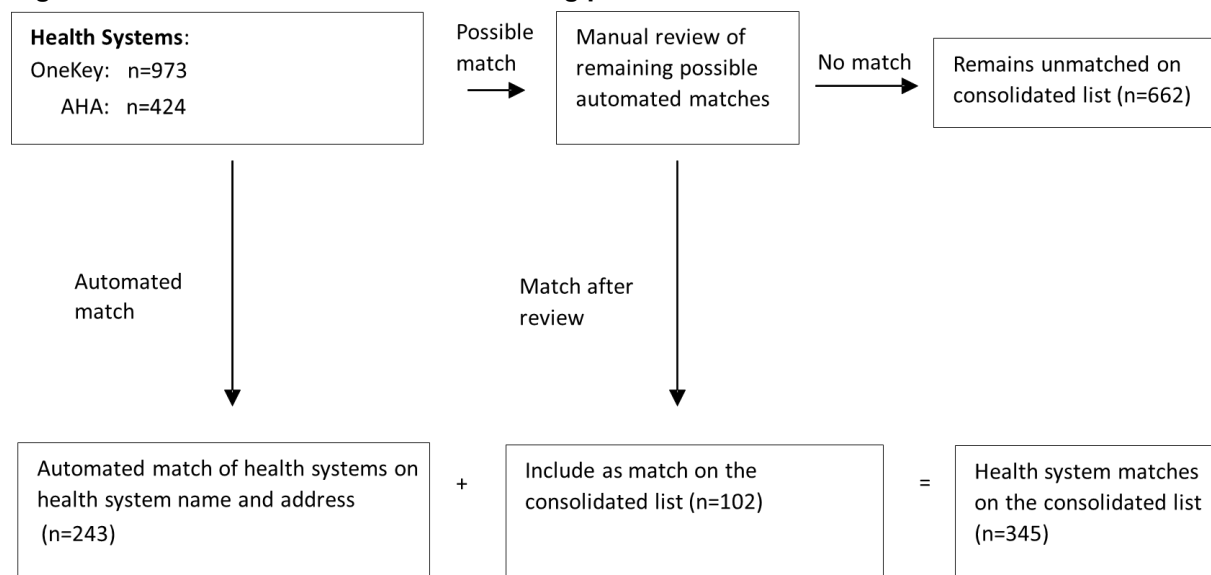 Health Systems:
OneKey: n=973
AHA: n=424
Possible
match
Manual review of
remaining possible
automated matches
No match
Remains unmatched on
consolidated list (n=662)
Automated
match
Match after
review
Automated match of health systems on
health system name and address
(n=243)
+
Include as match on the
consolidated list (n=102)
=
Health system matches
on the consolidated list
(n=345)